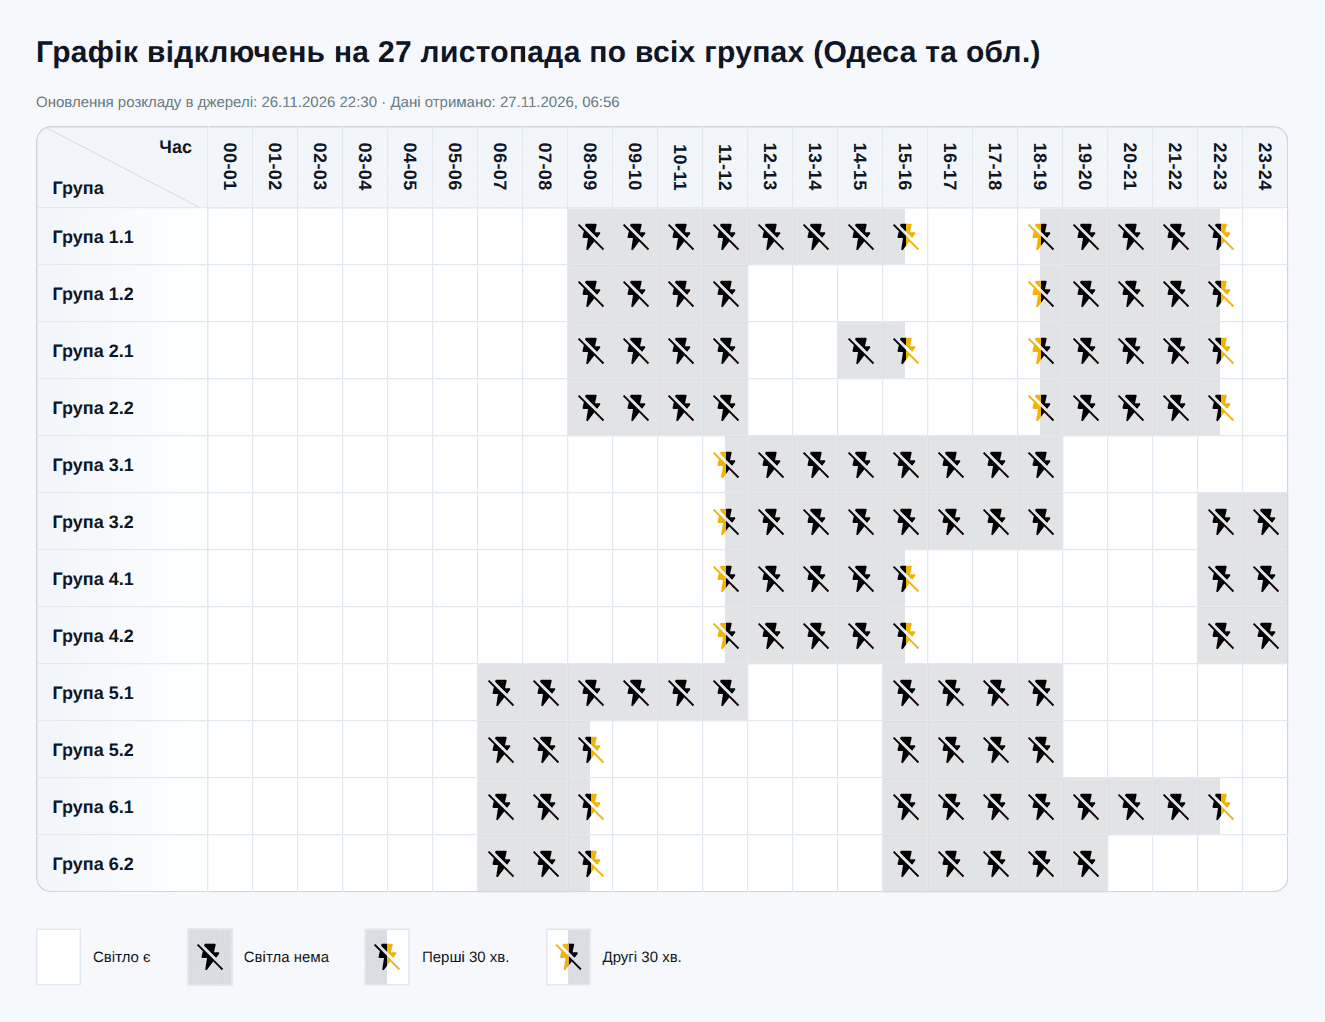 Графік відключень на 27 листопада по всіх групах (Одеса та обл.)
Оновлення розкладу в джерелі: 26.11.2026 22:30 · Дані отримано: 27.11.2026, 06:56
Час
Група
00-01 01-02 02-03 03-04 04-05 05-06 06-07 07-08 08-09 09-10 10-11 11-12 12-13 13-14 14-15 15-16 16-17 17-18 18-19 19-20 20-21 21-22 22-23 23-24
Група 1.1
Група 1.2
Група 2.1
Група 2.2
Група 3.1
Група 3.2
Група 4.1
Група 4.2
Група 5.1
Група 5.2
Група 6.1
Група 6.2
Світло є Світла нема Перші 30 хв. Другі 30 хв.